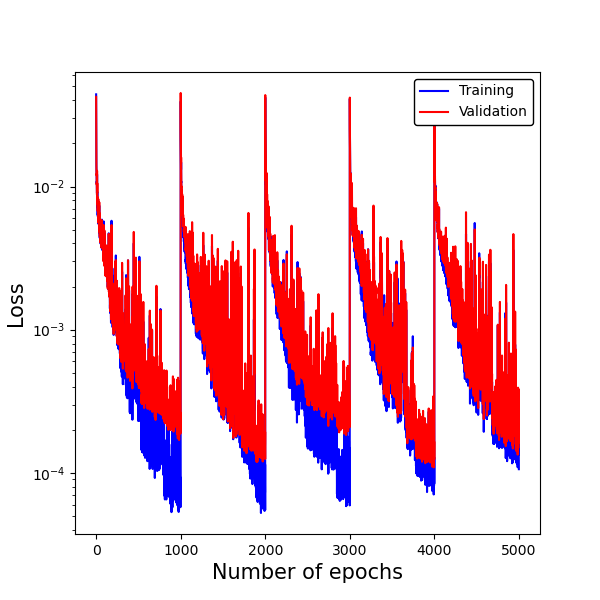 Training
Validation
Loss
10⁻²
10⁻³
10⁻⁴
0 1000 2000 3000 4000 5000
Number of epochs